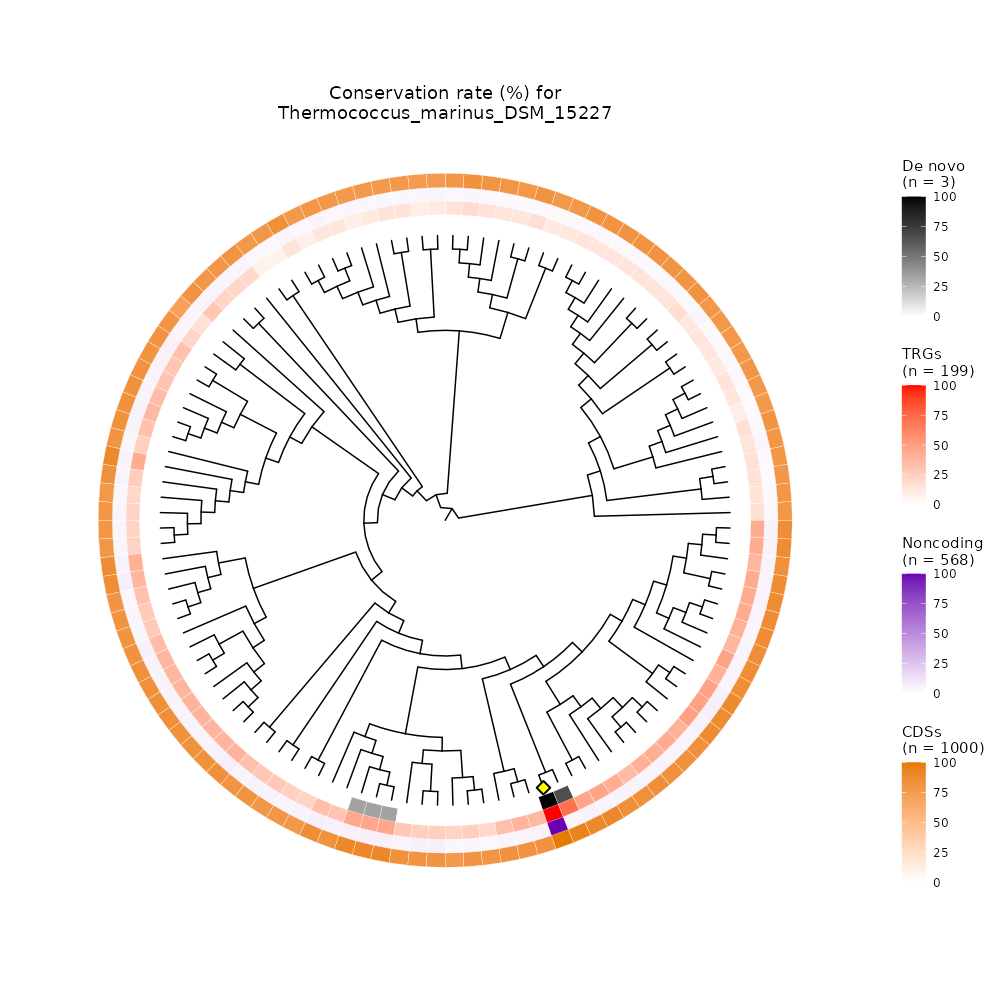 Conservation rate (%) for
Thermococcus_marinus_DSM_15227
De novo
(n = 3)
100
75
50
25
0
TRGs
(n = 199)
100
75
50
25
0
Noncoding
(n = 568)
100
75
50
25
0
CDSs
(n = 1000)
100
75
50
25
0